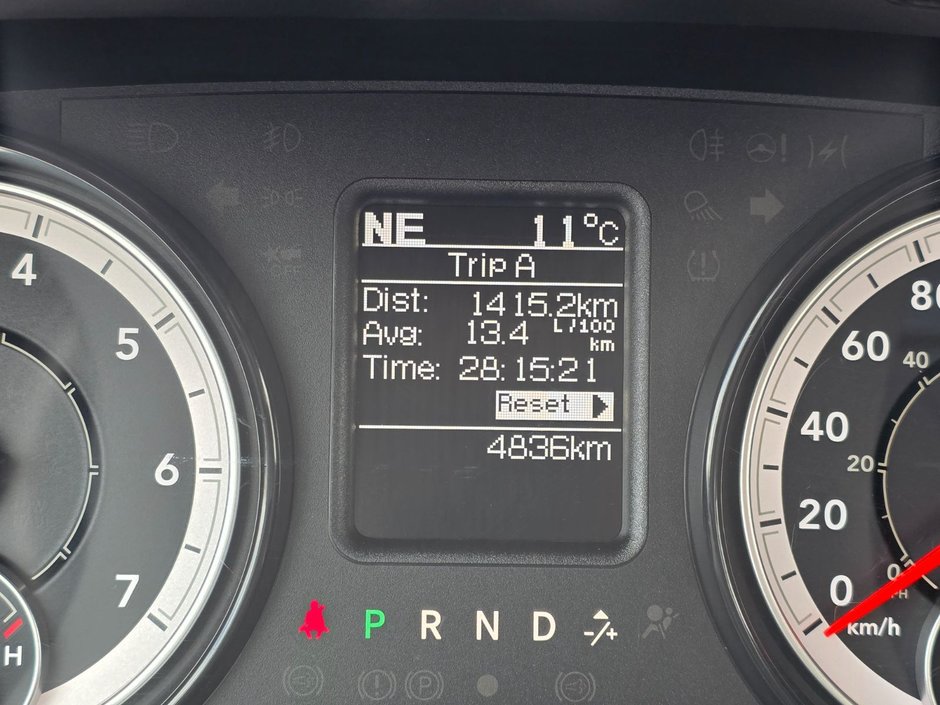 NE 11°C
Trip A
Dist: 1415.2km
Avg: 13.4 L/100 km
Time: 28:15:21
Reset
4836km
P R N D -/+
4
5
6
7
H
80
60
40
20
0
km/h
40
20
0